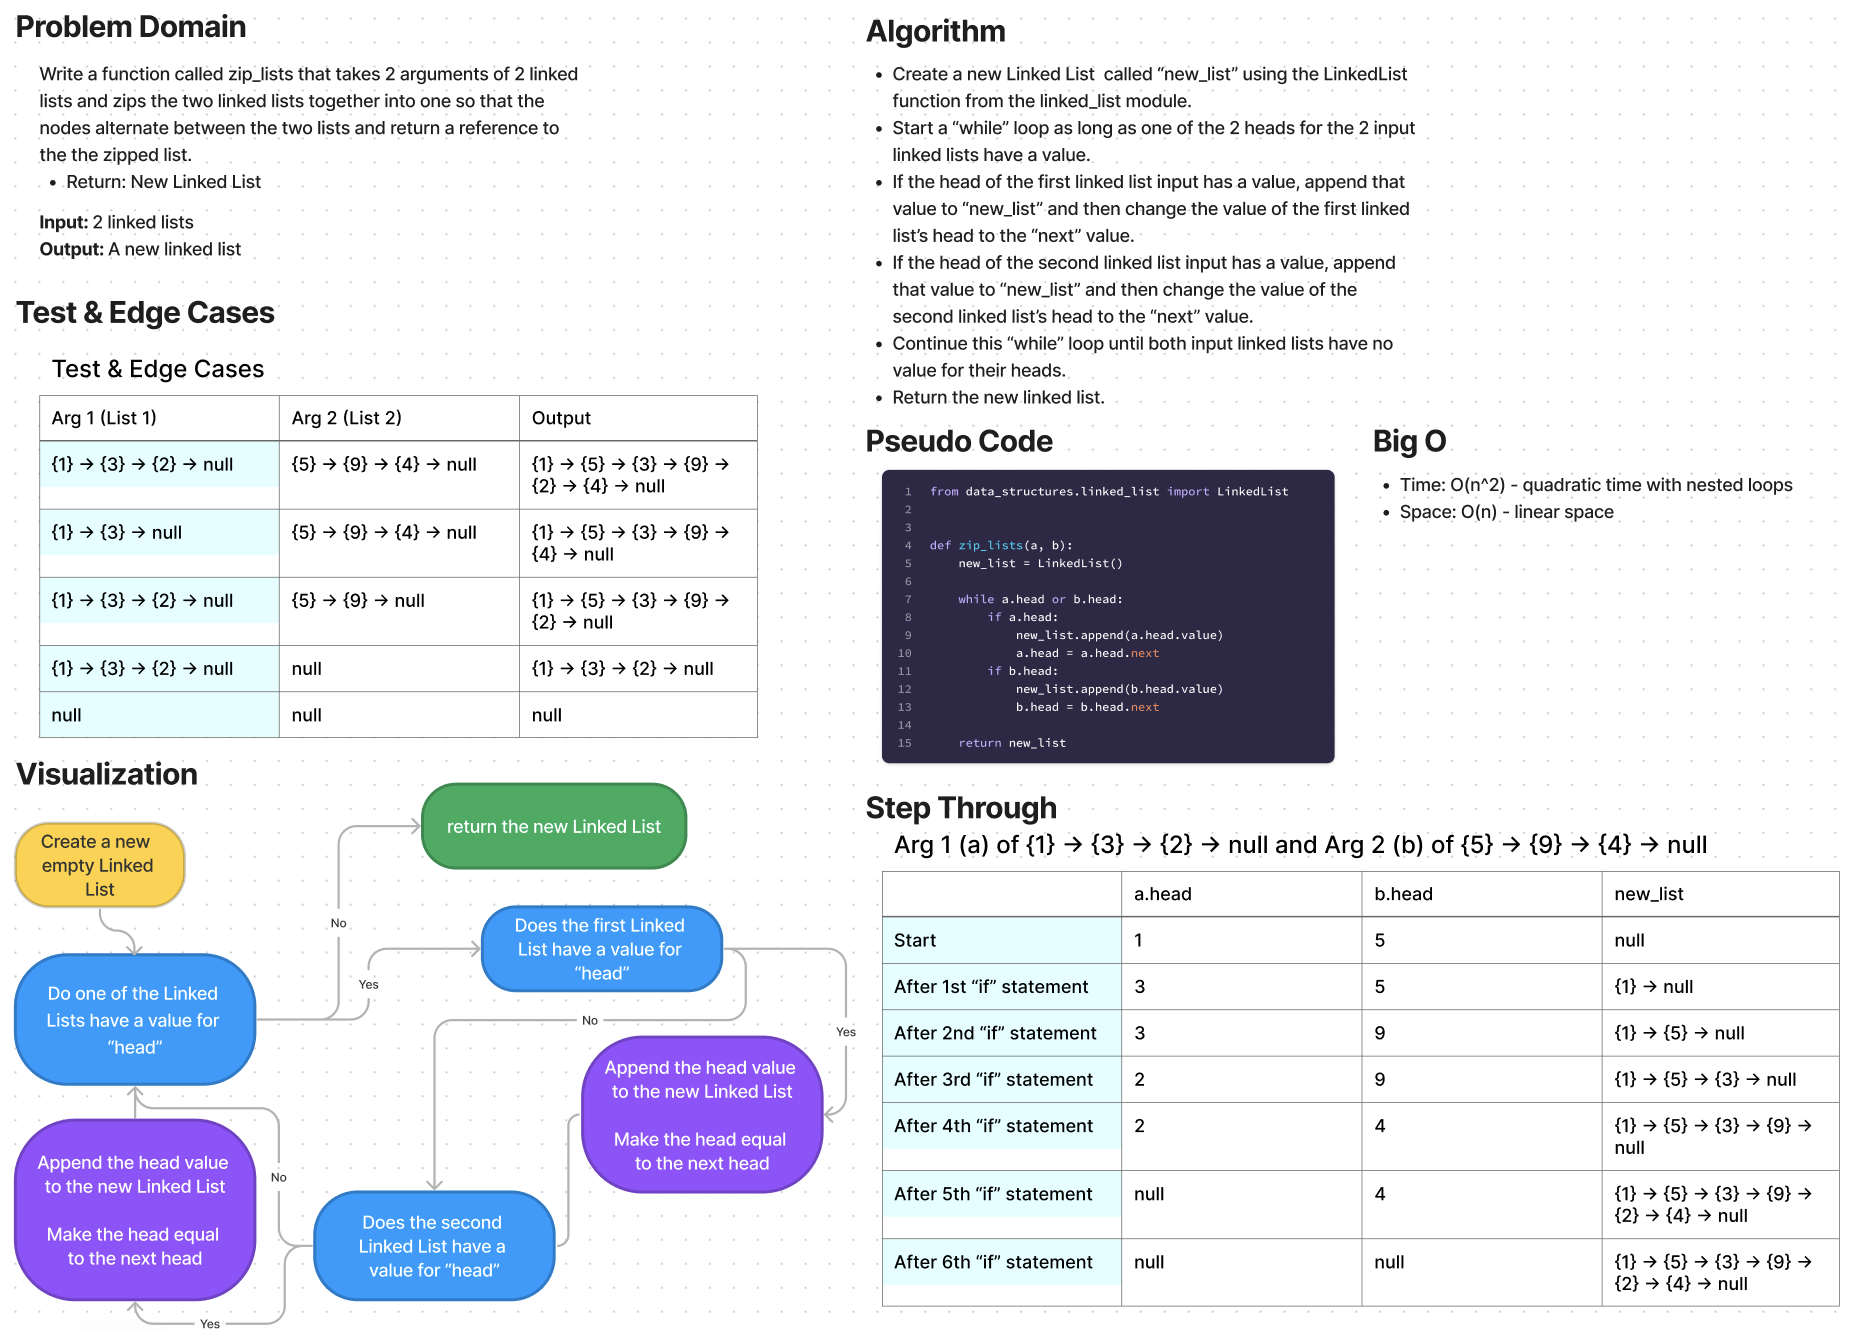 Problem Domain
Write a function called zip_lists that takes 2 arguments of 2 linked
lists and zips the two linked lists together into one so that the
nodes alternate between the two lists and return a reference to
the the zipped list.
• Return: New Linked List
Input: 2 linked lists
Output: A new linked list
Test & Edge Cases
Test & Edge Cases
Arg 1 (List 1) Arg 2 (List 2) Output
{1} → {3} → {2} → null {5} → {9} → {4} → null {1} → {5} → {3} → {9} →
{2} → {4} → null
{1} → {3} → null {5} → {9} → {4} → null {1} → {5} → {3} → {9} →
{4} → null
{1} → {3} → {2} → null {5} → {9} → null {1} → {5} → {3} → {9} →
{2} → null
{1} → {3} → {2} → null null {1} → {3} → {2} → null
null null null
Visualization
Create a new
empty Linked
List
return the new Linked List
No
Does the first Linked
List have a value for
“head”
Yes
Do one of the Linked
Lists have a value for
“head”
No
Yes
Append the head value
to the new Linked List
Make the head equal
to the next head
Append the head value
to the new Linked List
Make the head equal
to the next head
No
Does the second
Linked List have a
value for “head”
Yes
Algorithm
• Create a new Linked List called “new_list” using the LinkedList
function from the linked_list module.
• Start a “while” loop as long as one of the 2 heads for the 2 input
linked lists have a value.
• If the head of the first linked list input has a value, append that
value to “new_list” and then change the value of the first linked
list’s head to the “next” value.
• If the head of the second linked list input has a value, append
that value to “new_list” and then change the value of the
second linked list’s head to the “next” value.
• Continue this “while” loop until both input linked lists have no
value for their heads.
• Return the new linked list.
Pseudo Code
1 from data_structures.linked_list import LinkedList
2
3
4 def zip_lists(a, b):
5 new_list = LinkedList()
6
7 while a.head or b.head:
8 if a.head:
9 new_list.append(a.head.value)
10 a.head = a.head.next
11 if b.head:
12 new_list.append(b.head.value)
13 b.head = b.head.next
14
15 return new_list
Big O
• Time: O(n^2) - quadratic time with nested loops
• Space: O(n) - linear space
Step Through
Arg 1 (a) of {1} → {3} → {2} → null and Arg 2 (b) of {5} → {9} → {4} → null
a.head b.head new_list
Start 1 5 null
After 1st “if” statement 3 5 {1} → null
After 2nd “if” statement 3 9 {1} → {5} → null
After 3rd “if” statement 2 9 {1} → {5} → {3} → null
After 4th “if” statement 2 4 {1} → {5} → {3} → {9} →
null
After 5th “if” statement null 4 {1} → {5} → {3} → {9} →
{2} → {4} → null
After 6th “if” statement null null {1} → {5} → {3} → {9} →
{2} → {4} → null